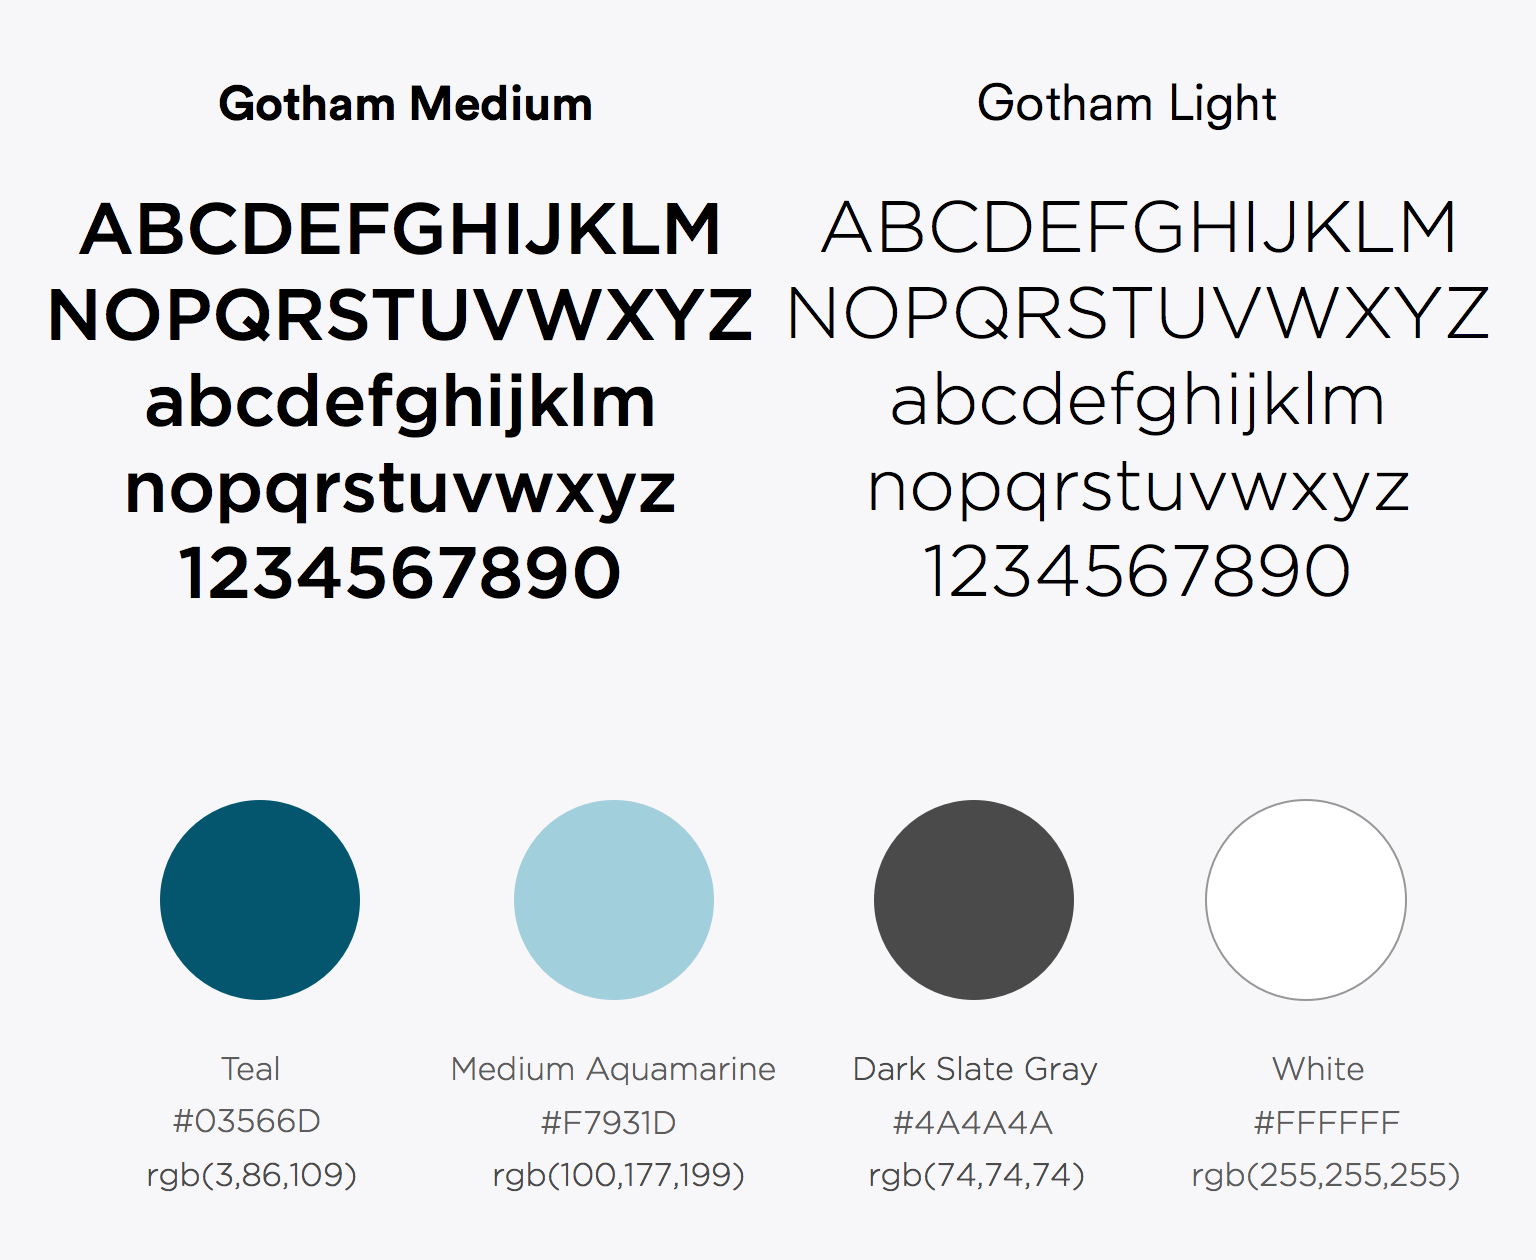 Gotham Medium
ABCDEFGHIJKLM
NOPQRSTUVWXYZ
abcdefghijklm
nopqrstuvwxyz
1234567890
Gotham Light
ABCDEFGHIJKLM
NOPQRSTUVWXYZ
abcdefghijklm
nopqrstuvwxyz
1234567890
Teal
#03566D
rgb(3,86,109)
Medium Aquamarine
#F7931D
rgb(100,177,199)
Dark Slate Gray
#4A4A4A
rgb(74,74,74)
White
#FFFFFF
rgb(255,255,255)